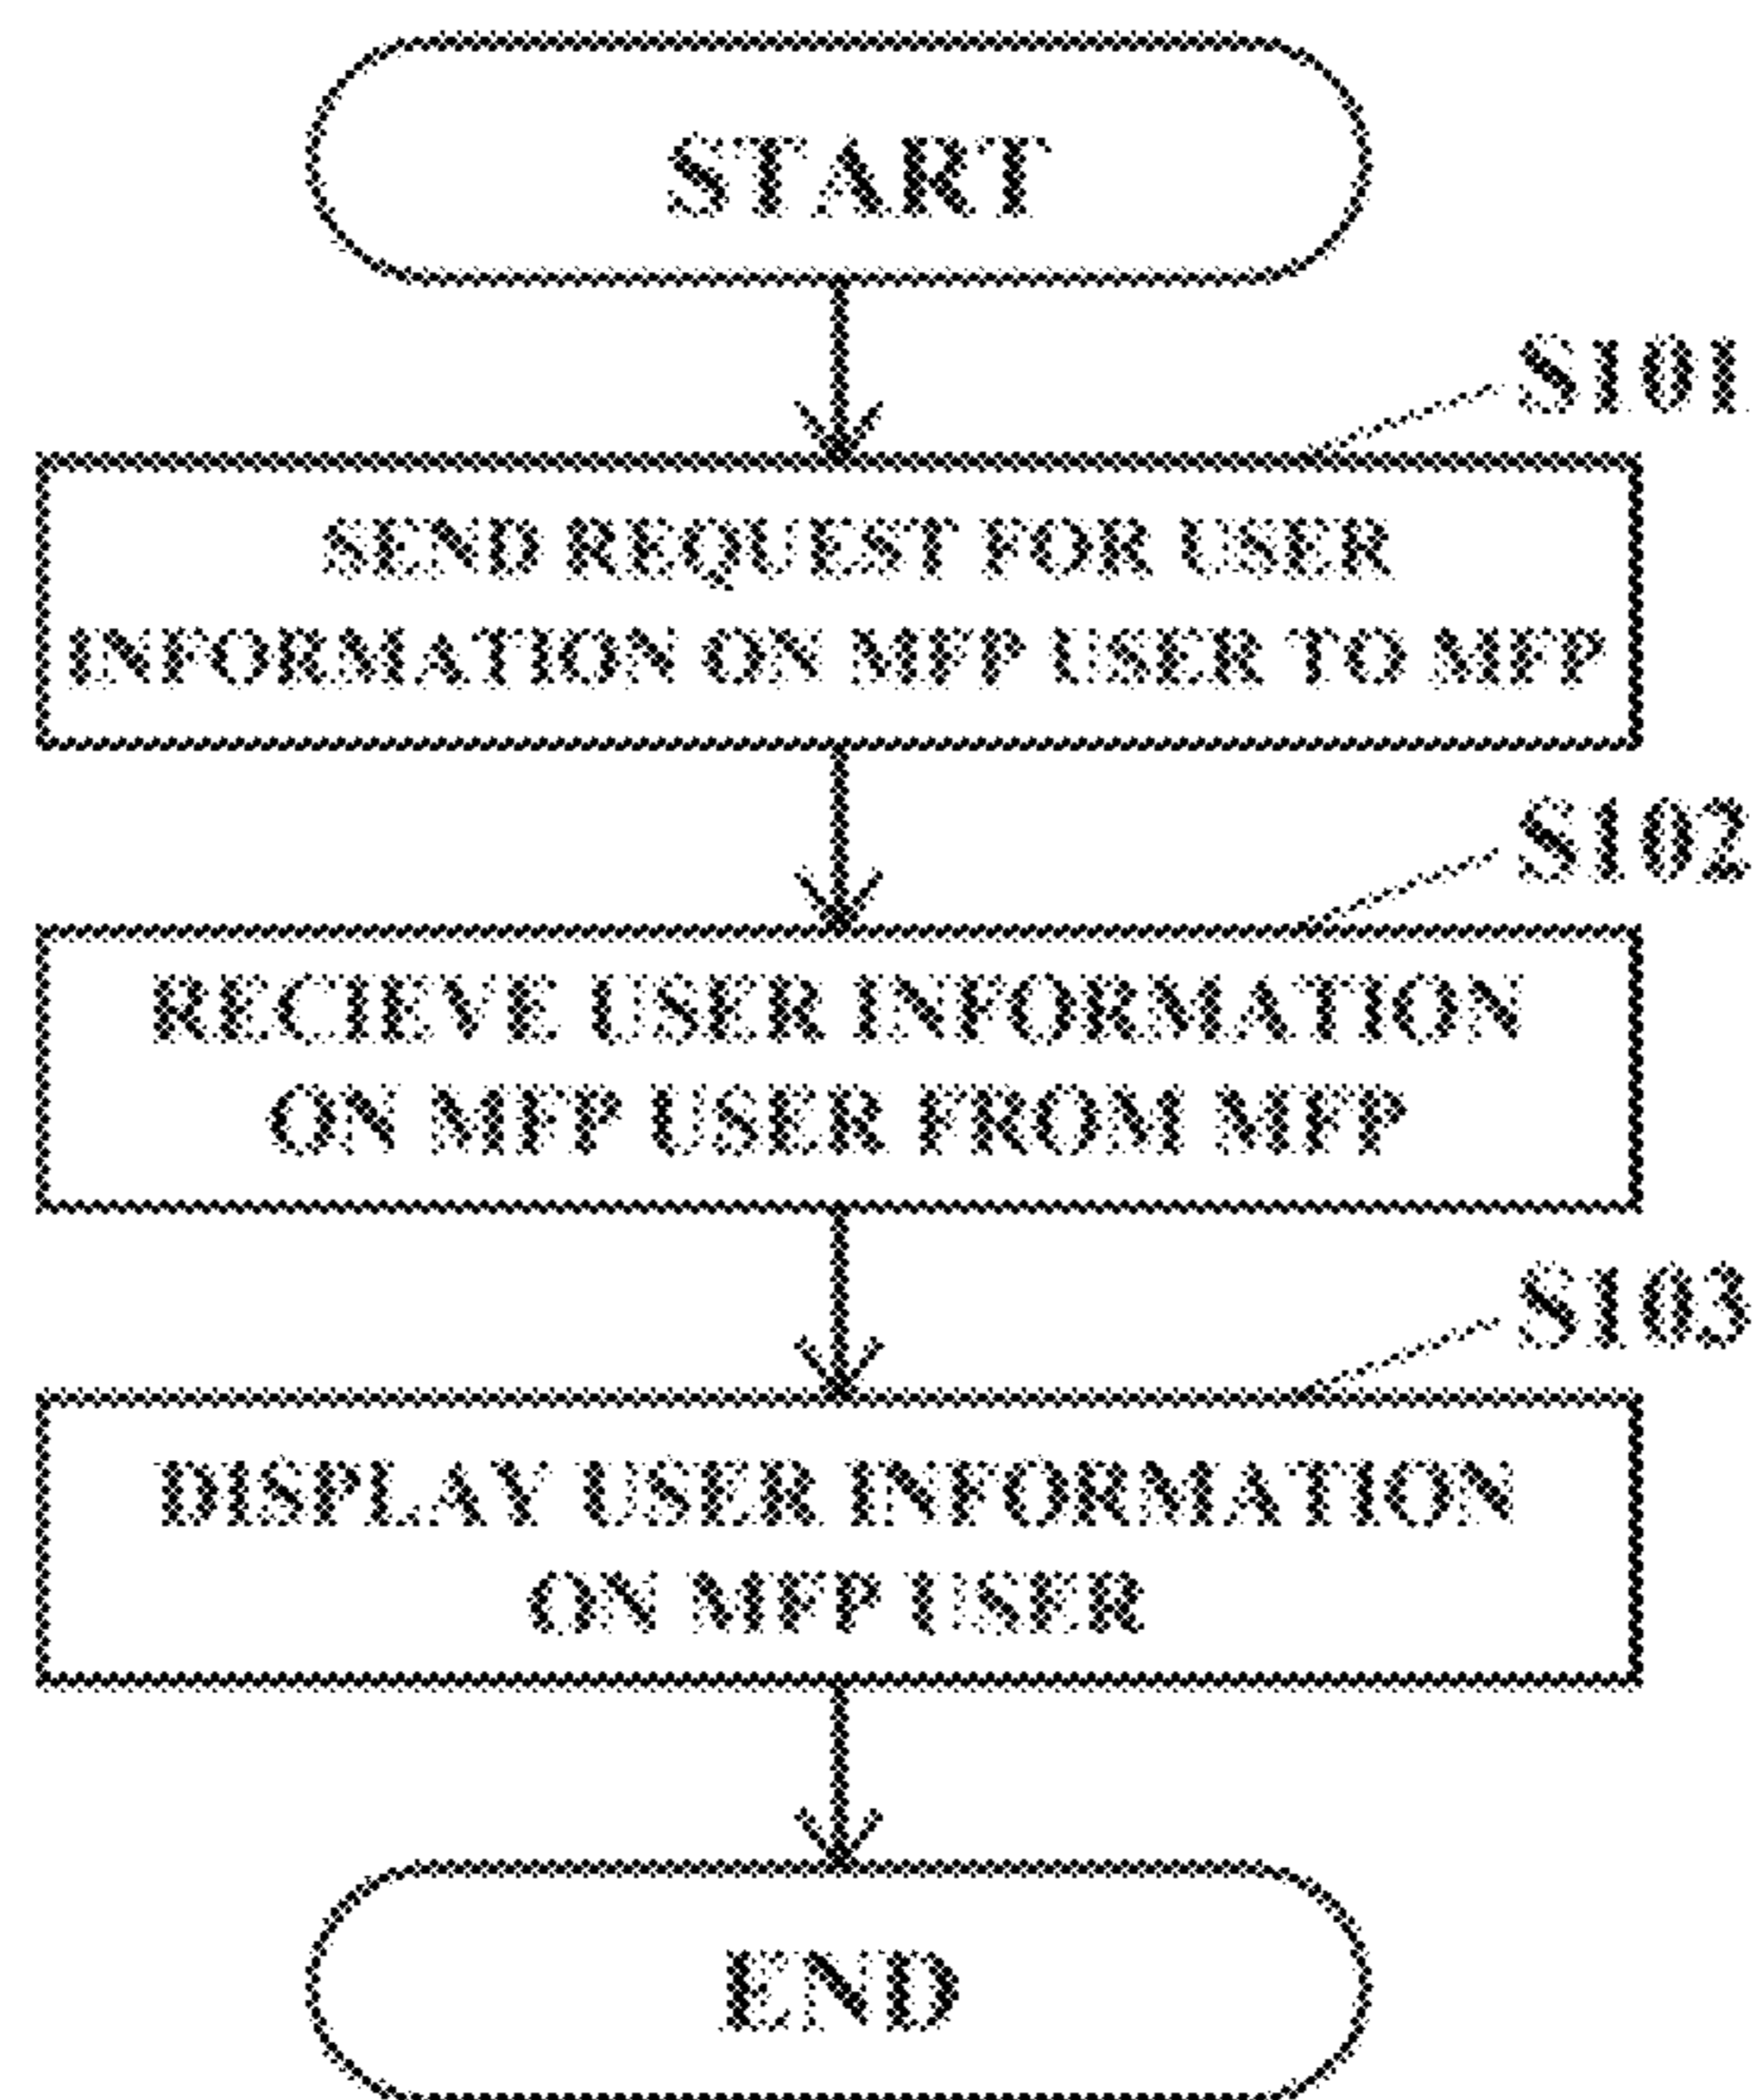 START
S101
SEND REQUEST FOR USER
INFORMATION ON MFP USER TO MFP
S102
RECIEVE USER INFORMATION
ON MFP USER FROM MFP
S103
DISPLAY USER INFORMATION
ON MFP USER
END